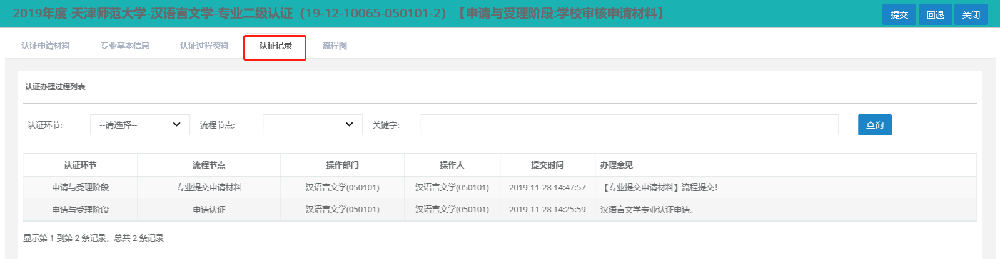 2019年度-天津师范大学-汉语言文学-专业二级认证（19-12-10065-050101-2）【申请与受理阶段:学校审核申请材料】 提交 回退 关闭
认证申请材料 专业基本信息 认证过程资料 认证记录 流程图
认证办理过程列表
认证环节: --请选择-- 流程节点: 关键字: 查询
认证环节 流程节点 操作部门 操作人 提交时间 办理意见
申请与受理阶段 专业提交申请材料 汉语言文学(050101) 汉语言文学(050101) 2019-11-28 14:47:57 【专业提交申请材料】流程提交!
申请与受理阶段 申请认证 汉语言文学(050101) 汉语言文学(050101) 2019-11-28 14:25:59 汉语言文学专业认证申请。
显示第 1 到第 2 条记录，总共 2 条记录